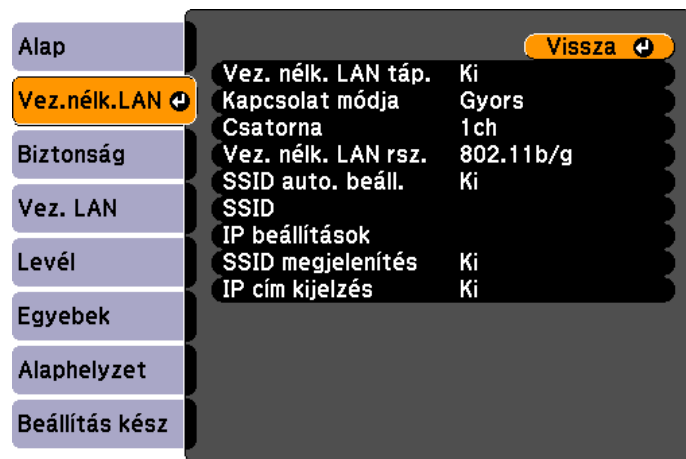 Alap
Vez.nélk.LAN
Biztonság
Vez. LAN
Levél
Egyebek
Alaphelyzet
Beállítás kész
Vissza
Vez. nélk. LAN táp. Ki
Kapcsolat módja Gyors
Csatorna 1ch
Vez. nélk. LAN rsz. 802.11b/g
SSID auto. beáll. Ki
SSID
IP beállítások
SSID megjelenítés Ki
IP cím kijelzés Ki